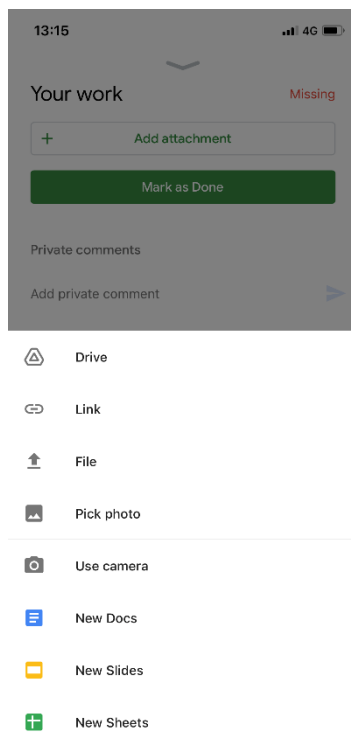 13:15 4G
Your work Missing
+ Add attachment
Mark as Done
Private comments
Add private comment
Drive
Link
File
Pick photo
Use camera
New Docs
New Slides
New Sheets